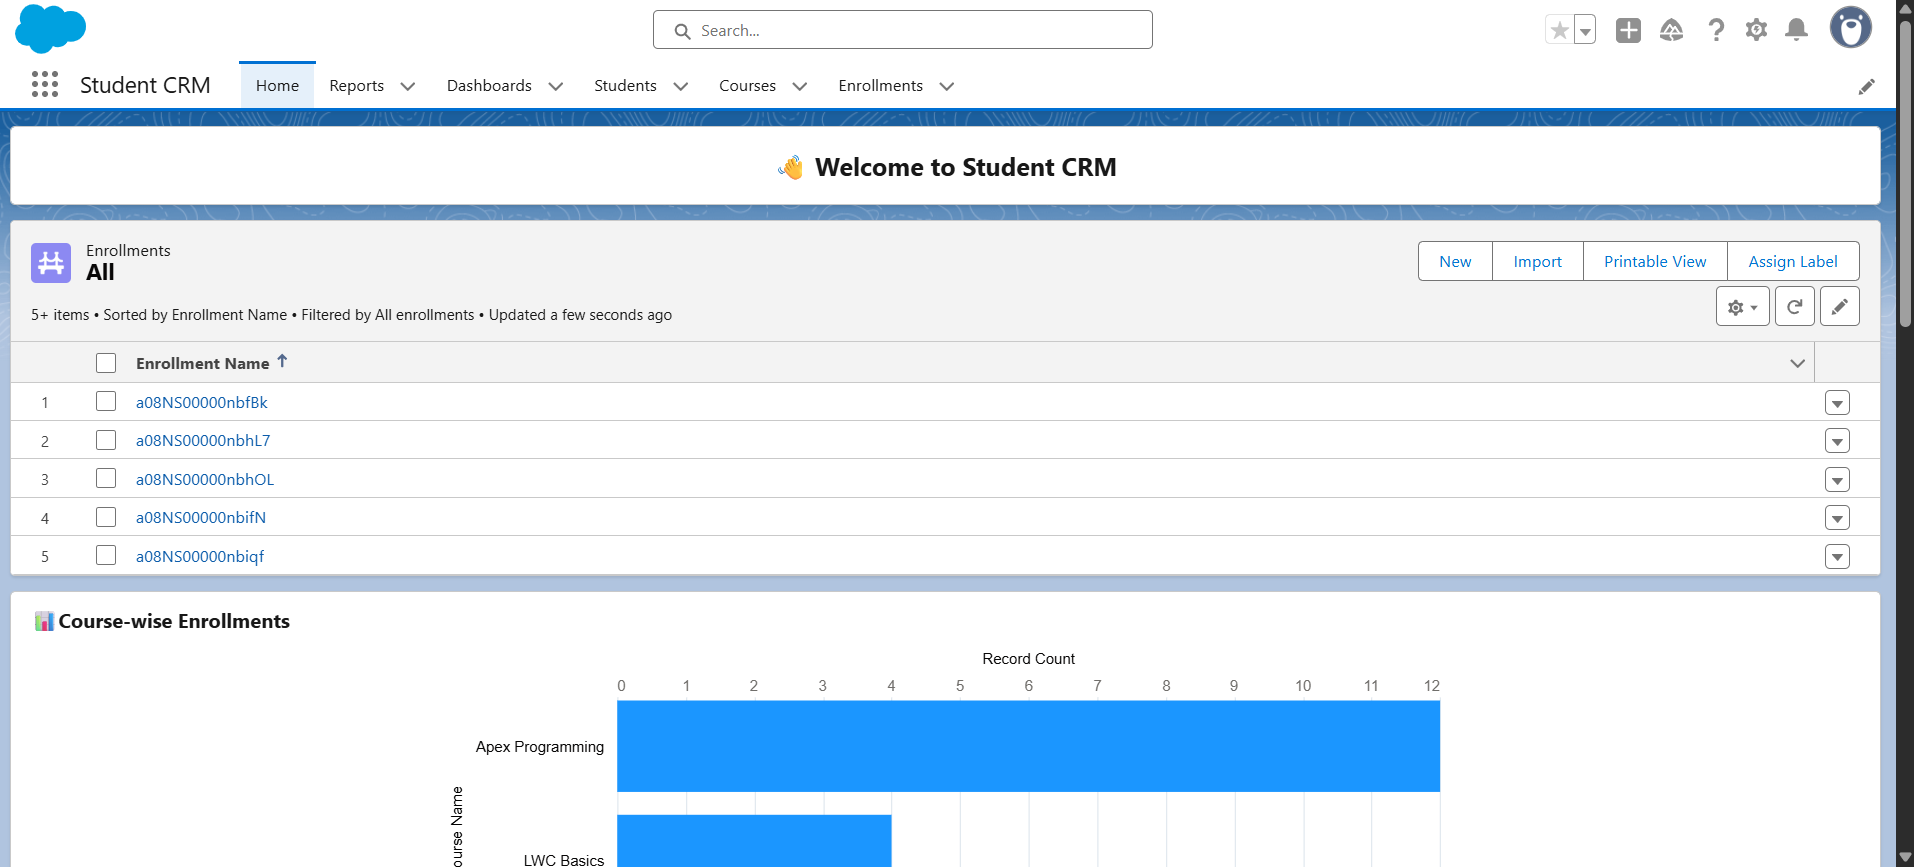 Search...
Student CRM
Home
Reports
Dashboards
Students
Courses
Enrollments
👋 Welcome to Student CRM
Enrollments
All
New
Import
Printable View
Assign Label
5+ items • Sorted by Enrollment Name • Filtered by All enrollments • Updated a few seconds ago
Enrollment Name ↑
1 a08NS00000nbfBk
2 a08NS00000nbhL7
3 a08NS00000nbhOL
4 a08NS00000nbifN
5 a08NS00000nbiqf
📊 Course-wise Enrollments
Record Count
0 1 2 3 4 5 6 7 8 9 10 11 12
Apex Programming
LWC Basics
Name